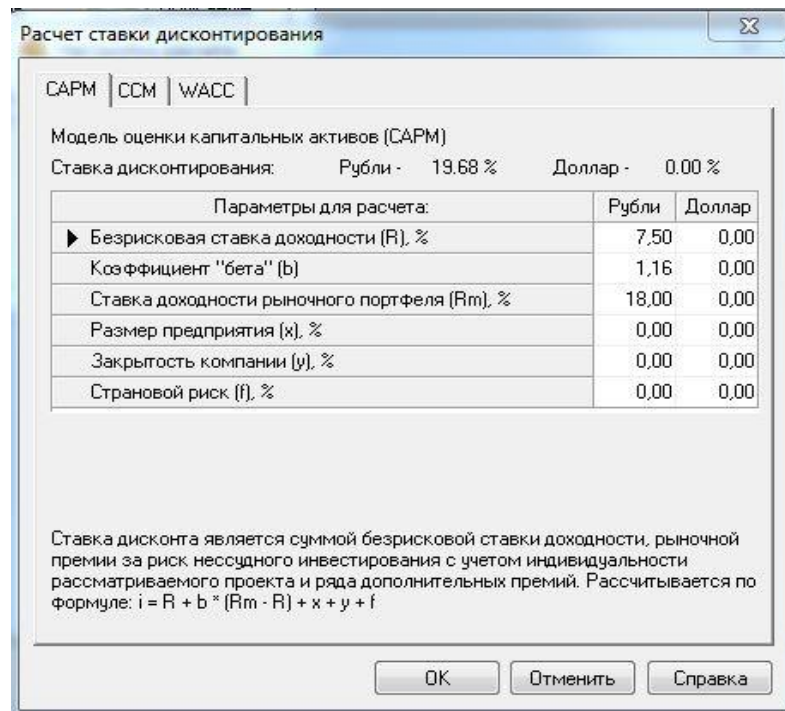 Расчет ставки дисконтирования
CAPM CCM WACC
Модель оценки капитальных активов (CAPM)
Ставка дисконтирования: Рубли - 19.68 % Доллар - 0.00 %
Параметры для расчета: Рубли Доллар
Безрисковая ставка доходности (R), % 7,50 0,00
Коэффициент "бета" (b) 1,16 0,00
Ставка доходности рыночного портфеля (Rm), % 18,00 0,00
Размер предприятия (x), % 0,00 0,00
Закрытость компании (y), % 0,00 0,00
Страновой риск (f), % 0,00 0,00
Ставка дисконта является суммой безрисковой ставки доходности, рыночной
премии за риск нессудного инвестирования с учетом индивидуальности
рассматриваемого проекта и ряда дополнительных премий. Рассчитывается по
формуле: i = R + b * (Rm - R) + x + y + f
OK Отменить Справка